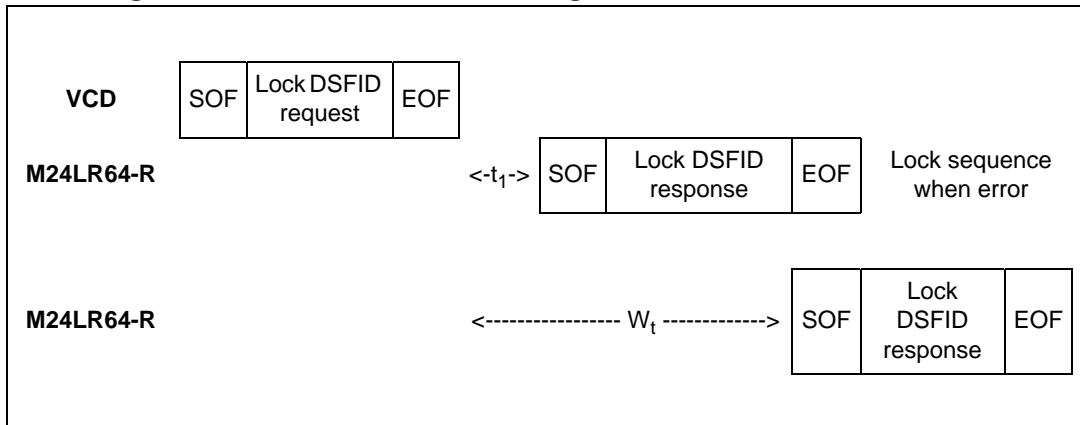 VCD SOF Lock DSFID request EOF
M24LR64-R <-t1-> SOF Lock DSFID response EOF Lock sequence when error
M24LR64-R <----------------- Wt -------------> SOF Lock DSFID response EOF